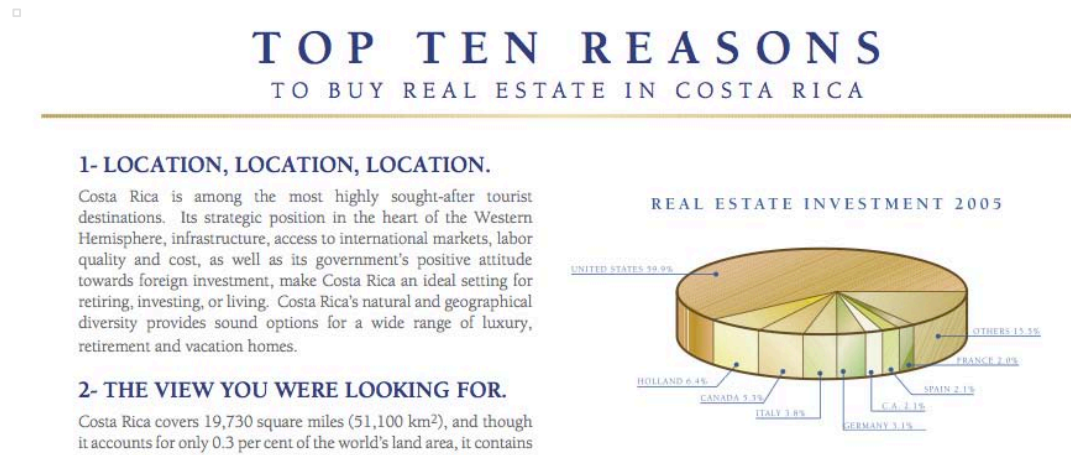 TOP TEN REASONS
TO BUY REAL ESTATE IN COSTA RICA
1- LOCATION, LOCATION, LOCATION.
Costa Rica is among the most highly sought-after tourist
destinations. Its strategic position in the heart of the Western
Hemisphere, infrastructure, access to international markets, labor
quality and cost, as well as its government's positive attitude
towards foreign investment, make Costa Rica an ideal setting for
retiring, investing, or living. Costa Rica's natural and geographical
diversity provides sound options for a wide range of luxury,
retirement and vacation homes.
2- THE VIEW YOU WERE LOOKING FOR.
Costa Rica covers 19,730 square miles (51,100 km²), and though
it accounts for only 0.3 per cent of the world's land area, it contains
REAL ESTATE INVESTMENT 2005
UNITED STATES 59.9%
OTHERS 15.5%
FRANCE 2.0%
HOLLAND 6.4%
SPAIN 2.1%
CANADA 5.3%
C.A. 2.1%
ITALY 3.8%
GERMANY 3.1%